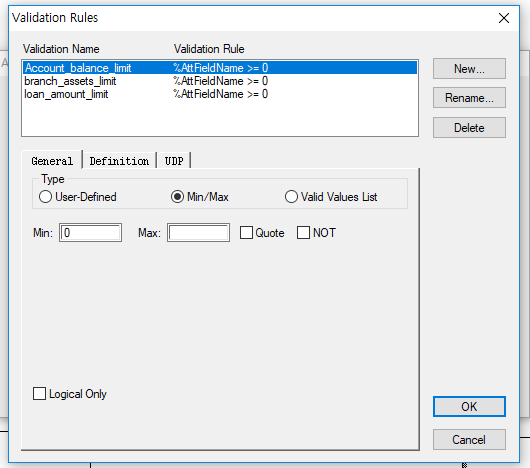 Validation Rules
Validation Name Validation Rule
Account_balance_limit %AttFieldName >= 0
branch_assets_limit %AttFieldName >= 0
loan_amount_limit %AttFieldName >= 0
New...
Rename...
Delete
General Definition UDP
Type
User-Defined Min/Max Valid Values List
Min: 0 Max: Quote NOT
Logical Only
OK
Cancel